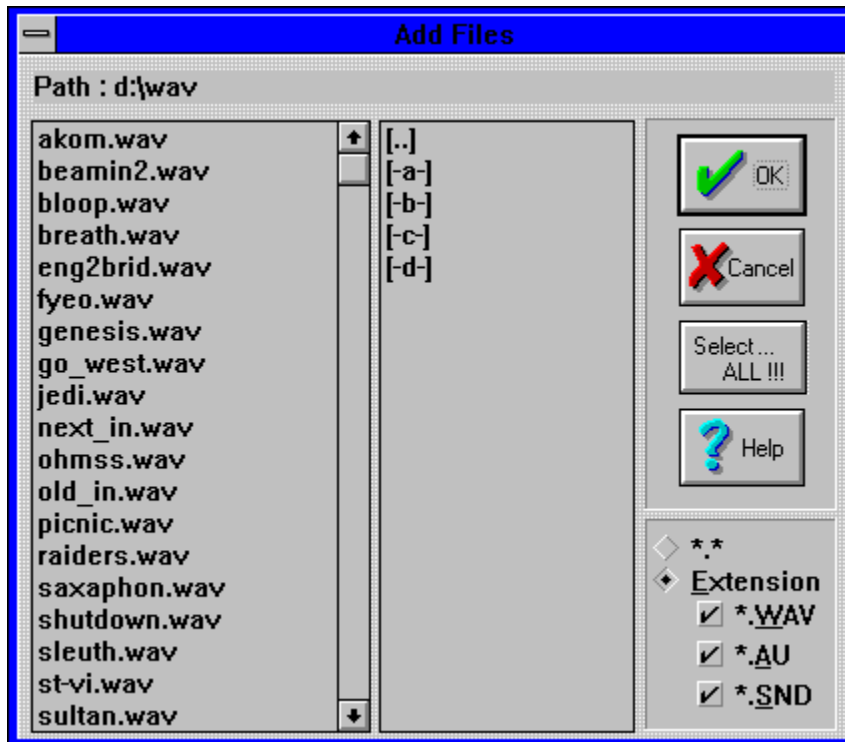 Add Files
Path : d:\wav
akom.wav
beamin2.wav
bloop.wav
breath.wav
eng2brid.wav
fyeo.wav
genesis.wav
go_west.wav
jedi.wav
next_in.wav
ohmss.wav
old_in.wav
picnic.wav
raiders.wav
saxaphon.wav
shutdown.wav
sleuth.wav
st-vi.wav
sultan.wav
[..]
[-a-]
[-b-]
[-c-]
[-d-]
OK
Cancel
Select...
ALL !!!
Help
*.*
Extension
*.WAV
*.AU
*.SND